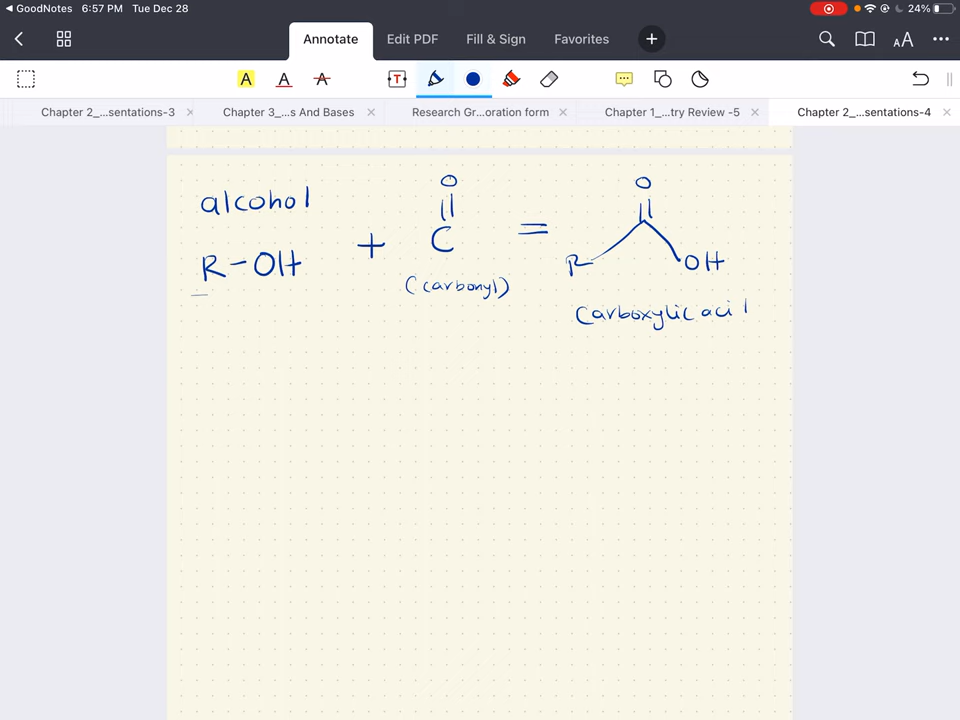 GoodNotes 6:57 PM Tue Dec 28 24%
Annotate Edit PDF Fill & Sign Favorites
A A A T AA
Chapter 2_...sentations-3 Chapter 3_...s And Bases Research Gr...oration form Chapter 1_...try Review -5 Chapter 2_...sentations-4
alcohol
O
O
R-OH + C =
R OH
(carbonyl)
Carboxylic aci